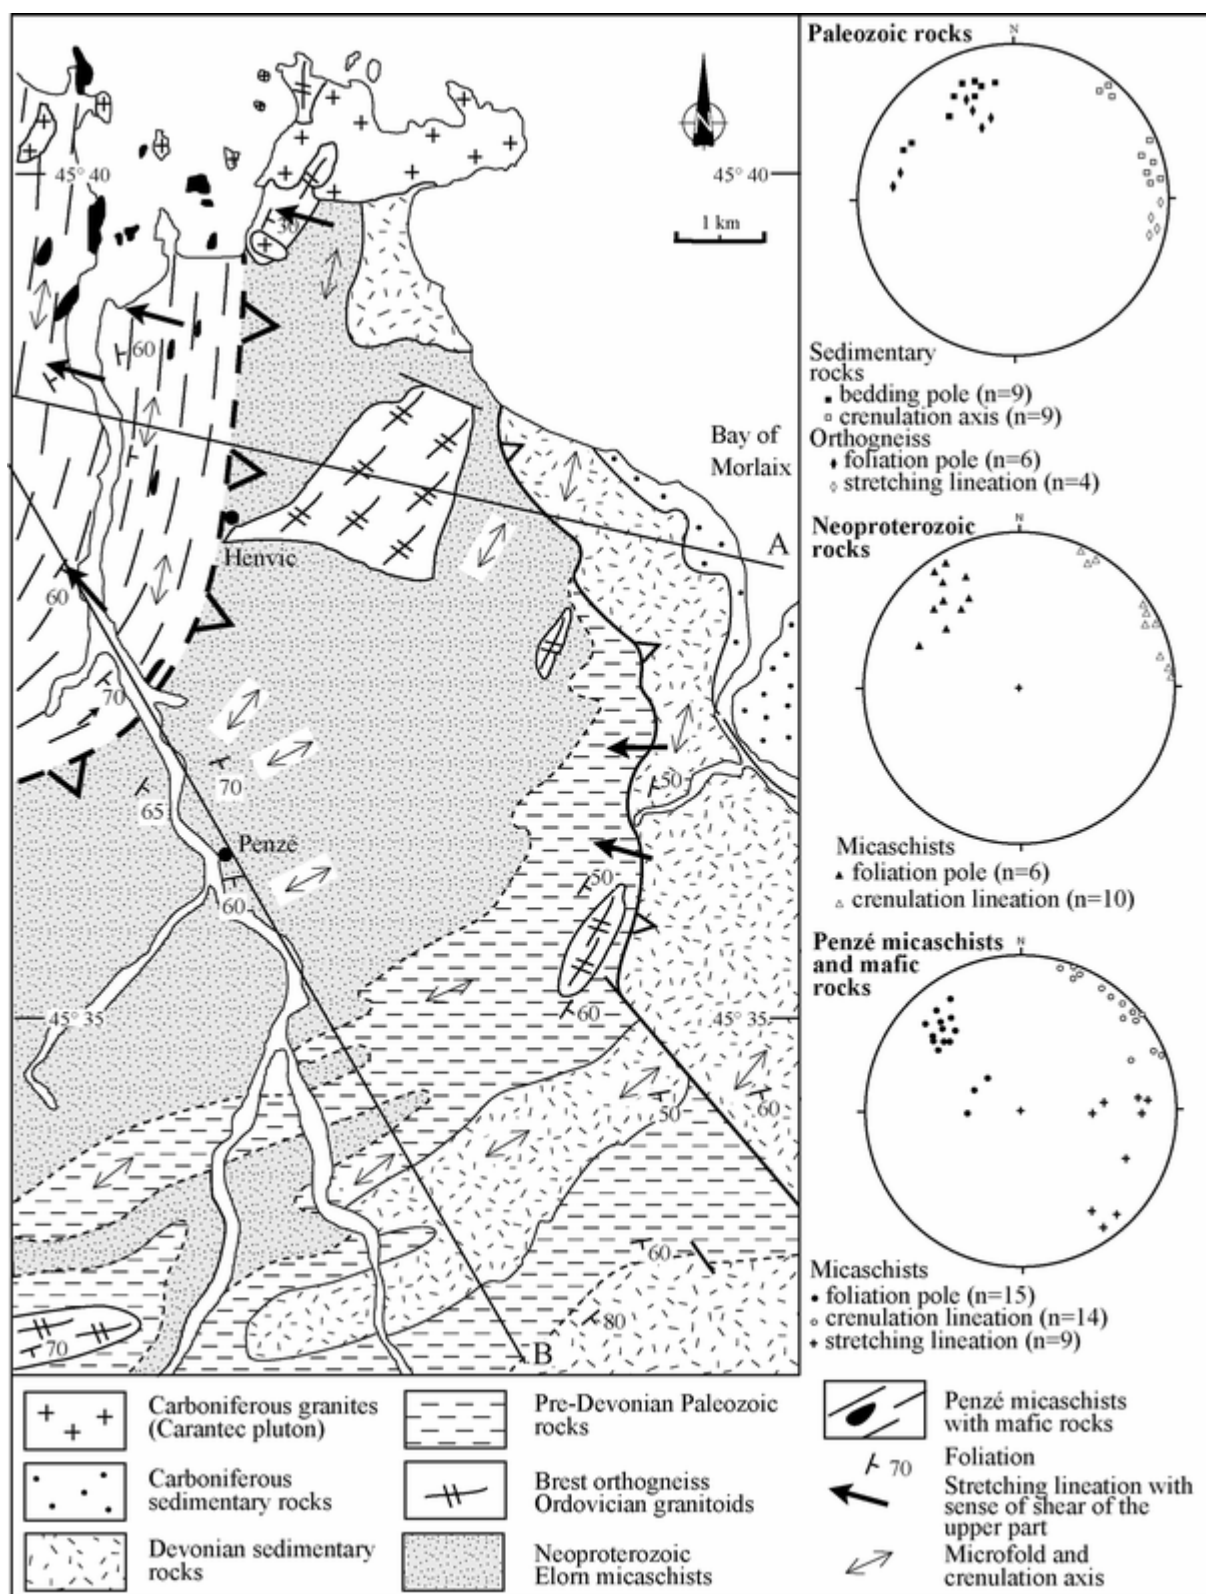 N
45° 40
45° 40
1 km
30
60
Bay of
Morlaix
A
Henvic
60
70
70
65
50
Penzé
60
50
60
45° 35
45° 35
50
60
60
80
70
B
Paleozoic rocks
N
Sedimentary
rocks
bedding pole (n=9)
crenulation axis (n=9)
Orthogneiss
foliation pole (n=6)
stretching lineation (n=4)
Neoproterozoic
rocks
N
Micaschists
foliation pole (n=6)
crenulation lineation (n=10)
Penzé micaschists
and mafic
rocks
N
Micaschists
foliation pole (n=15)
crenulation lineation (n=14)
stretching lineation (n=9)
Carboniferous granites
(Carantec pluton)
Carboniferous
sedimentary rocks
Devonian sedimentary
rocks
Pre-Devonian Paleozoic
rocks
Brest orthogneiss
Ordovician granitoids
Neoproterozoic
Elorn micaschists
Penzé micaschists
with mafic rocks
70
Foliation
Stretching lineation with
sense of shear of the
upper part
Microfold and
crenulation axis